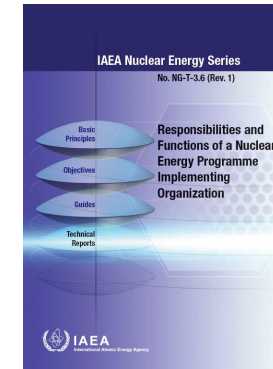 IAEA Nuclear Energy Series
No. NG-T-3.6 (Rev. 1)
Basic
Principles
Responsibilities and
Functions of a Nuclear
Energy Programme
Implementing
Organization
Objectives
Guides
Technical
Reports
IAEA
International Atomic Energy Agency